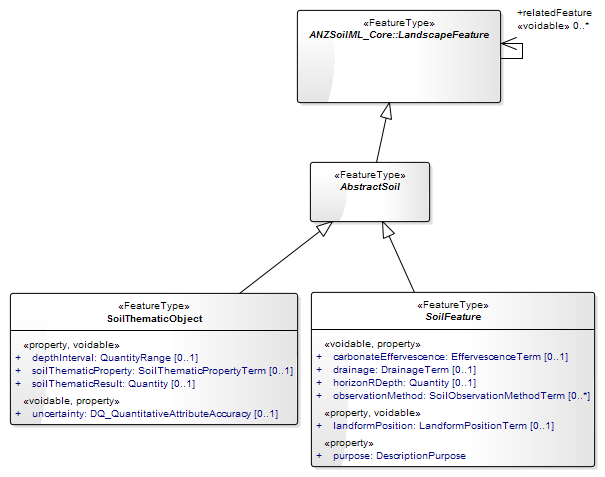 «FeatureType»
ANZSoilML_Core::LandscapeFeature
+relatedFeature
«voidable» 0..*
«FeatureType»
AbstractSoil
«FeatureType»
SoilThematicObject
«property, voidable»
+ depthInterval: QuantityRange [0..1]
+ soilThematicProperty: SoilThematicPropertyTerm [0..1]
+ soilThematicResult: Quantity [0..1]
«voidable, property»
+ uncertainty: DQ_QuantitativeAttributeAccuracy [0..1]
«FeatureType»
SoilFeature
«voidable, property»
+ carbonateEffervescence: EffervescenceTerm [0..1]
+ drainage: DrainageTerm [0..1]
+ horizonRDepth: Quantity [0..1]
+ observationMethod: SoilObservationMethodTerm [0..*]
«property, voidable»
+ landformPosition: LandformPositionTerm [0..1]
«property»
+ purpose: DescriptionPurpose